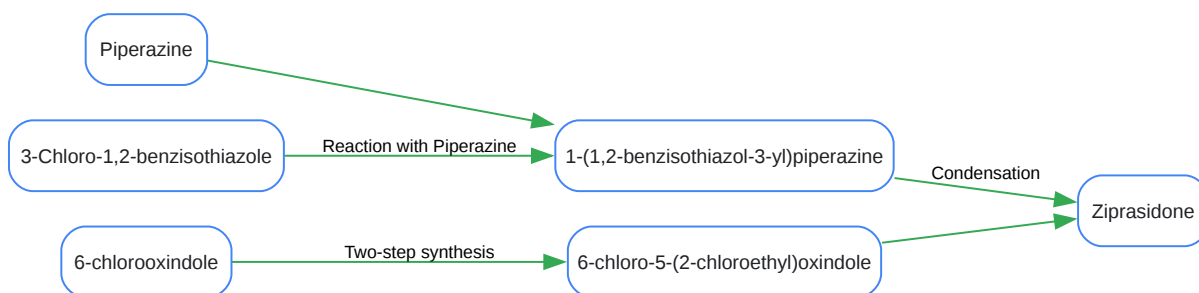 Piperazine
3-Chloro-1,2-benzisothiazole
Reaction with Piperazine
1-(1,2-benzisothiazol-3-yl)piperazine
Condensation
Ziprasidone
6-chlorooxindole
Two-step synthesis
6-chloro-5-(2-chloroethyl)oxindole